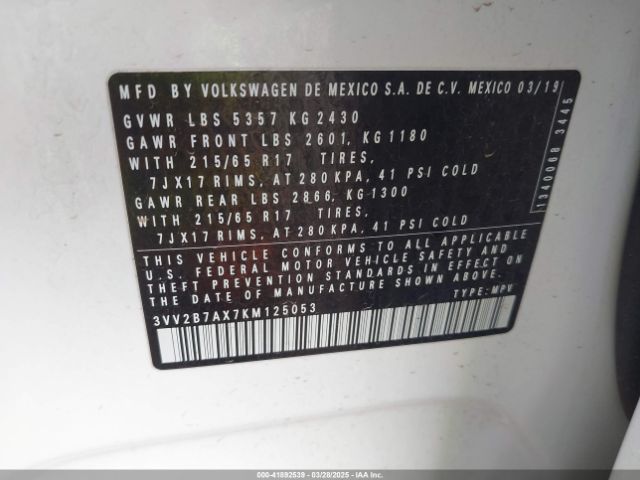 MFD BY VOLKSWAGEN DE MEXICO S.A. DE C.V. MEXICO 03/19
GVWR LBS 5357 KG 2430
GAWR FRONT LBS 2601, KG 1180
WITH 215/65 R17 TIRES,
7JX17 RIMS, AT 280 KPA, 41 PSI COLD
GAWR REAR LBS 2866, KG 1300
WITH 215/65 R17 TIRES,
7JX17 RIMS, AT 280 KPA, 41 PSI COLD
THIS VEHICLE CONFORMS TO ALL APPLICABLE
U.S. FEDERAL MOTOR VEHICLE SAFETY AND
THEFT PREVENTION STANDARDS IN EFFECT ON
THE DATE OF MANUFACTURE SHOWN ABOVE.
3VV2B7AX7KM125053 TYPE: MPV
1340068 3445
000-41892539 - 03/28/2025 - IAA Inc.